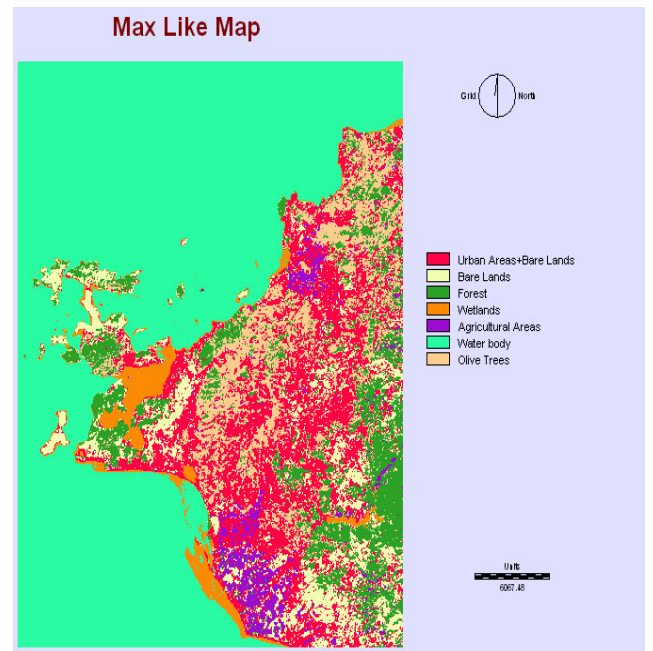 Max Like Map
Grid North
Urban Areas+Bare Lands
Bare Lands
Forest
Wetlands
Agricultural Areas
Water body
Olive Trees
Units
6067.48